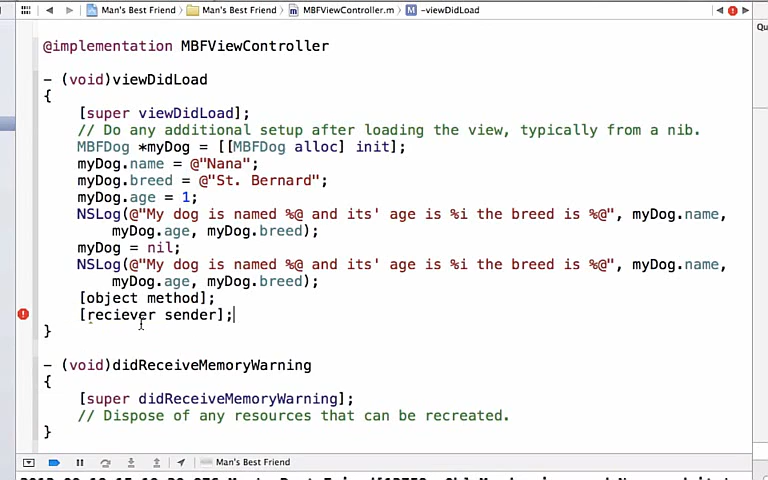 Man's Best Friend Man's Best Friend MBFViewController.m -viewDidLoad
@implementation MBFViewController
- (void)viewDidLoad
{
[super viewDidLoad];
// Do any additional setup after loading the view, typically from a nib.
MBFDog *myDog = [[MBFDog alloc] init];
myDog.name = @"Nana";
myDog.breed = @"St. Bernard";
myDog.age = 1;
NSLog(@"My dog is named %@ and its' age is %i the breed is %@", myDog.name,
myDog.age, myDog.breed);
myDog = nil;
NSLog(@"My dog is named %@ and its' age is %i the breed is %@", myDog.name,
myDog.age, myDog.breed);
[object method];
[reciever sender];
}
- (void)didReceiveMemoryWarning
{
[super didReceiveMemoryWarning];
// Dispose of any resources that can be recreated.
}
Man's Best Friend